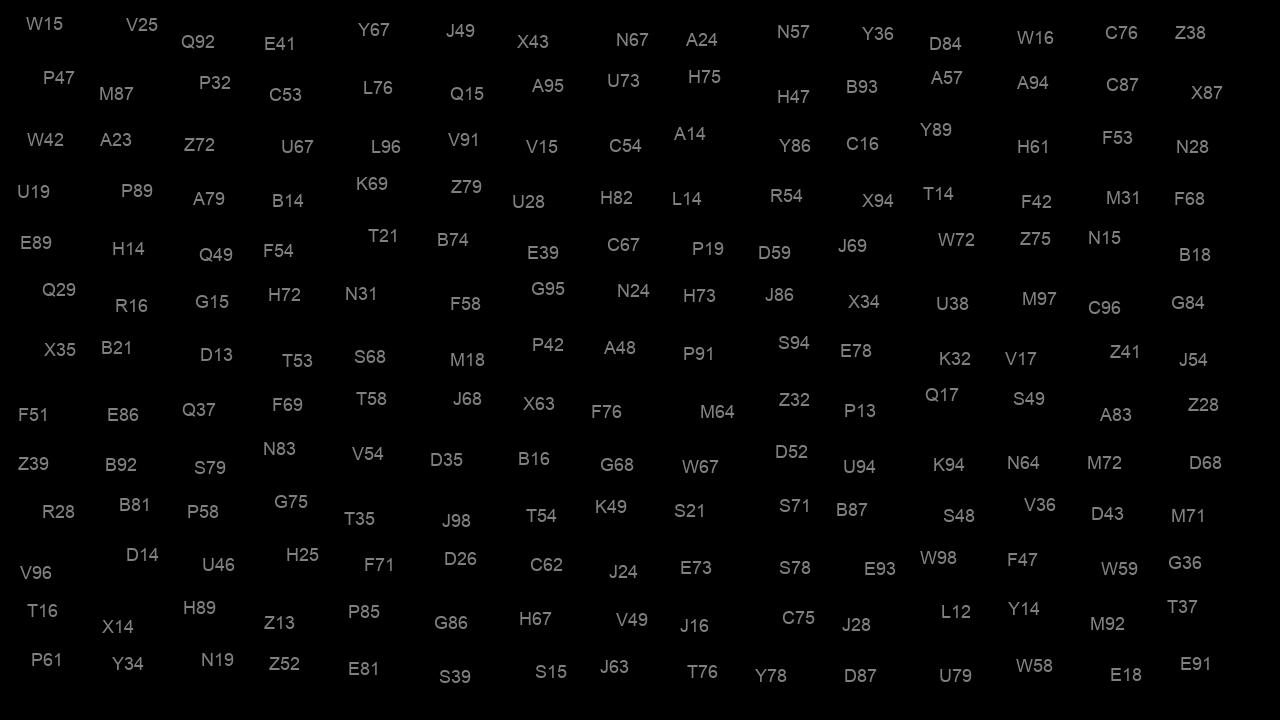 W15 V25 Q92 E41 Y67 J49 X43 N67 A24 N57 Y36 D84 W16 C76 Z38
P47 M87 P32 C53 L76 Q15 A95 U73 H75 H47 B93 A57 A94 C87 X87
W42 A23 Z72 U67 L96 V91 V15 C54 A14 Y86 C16 Y89 H61 F53 N28
U19 P89 A79 B14 K69 Z79 U28 H82 L14 R54 X94 T14 F42 M31 F68
E89 H14 Q49 F54 T21 B74 E39 C67 P19 D59 J69 W72 Z75 N15 B18
Q29 R16 G15 H72 N31 F58 G95 N24 H73 J86 X34 U38 M97 C96 G84
X35 B21 D13 T53 S68 M18 P42 A48 P91 S94 E78 K32 V17 Z41 J54
F51 E86 Q37 F69 T58 J68 X63 F76 M64 Z32 P13 Q17 S49 A83 Z28
Z39 B92 S79 N83 V54 D35 B16 G68 W67 D52 U94 K94 N64 M72 D68
R28 B81 P58 G75 T35 J98 T54 K49 S21 S71 B87 S48 V36 D43 M71
V96 D14 U46 H25 F71 D26 C62 J24 E73 S78 E93 W98 F47 W59 G36
T16 X14 H89 Z13 P85 G86 H67 V49 J16 C75 J28 L12 Y14 M92 T37
P61 Y34 N19 Z52 E81 S39 S15 J63 T76 Y78 D87 U79 W58 E18 E91